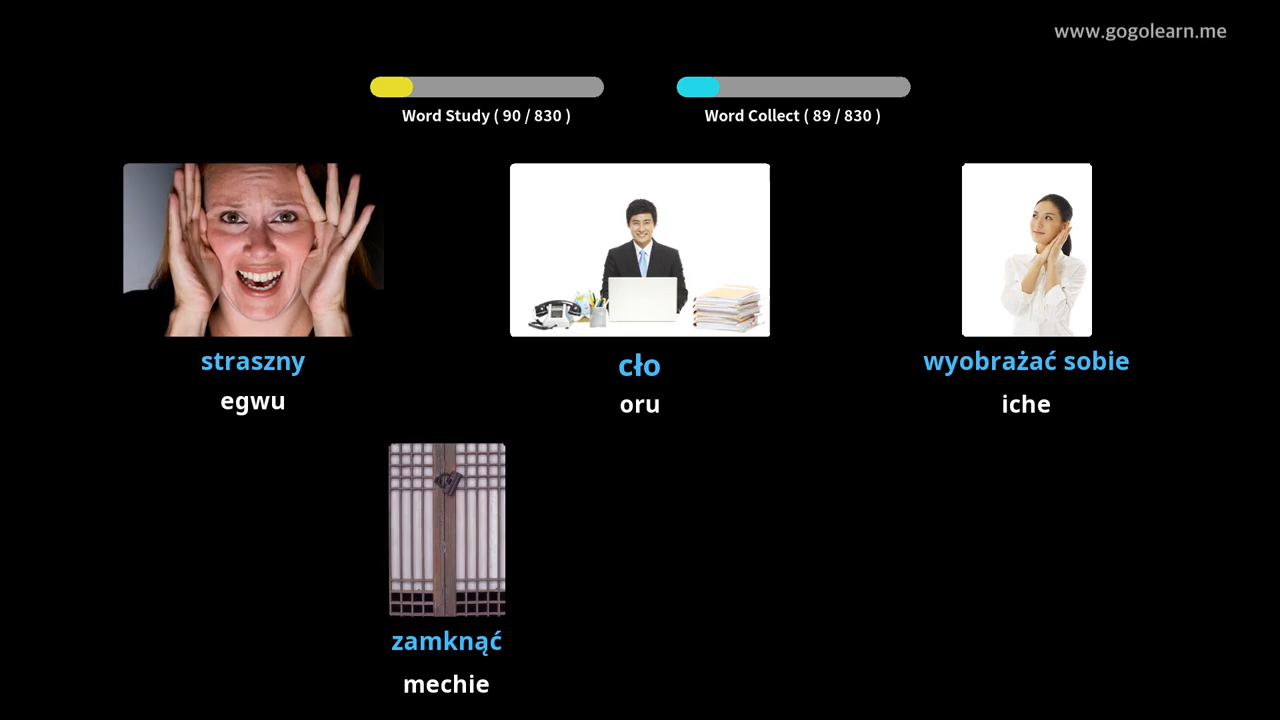 www.gogolearn.me
Word Study ( 90 / 830 )
Word Collect ( 89 / 830 )
straszny
egwu
cło
oru
wyobrażać sobie
iche
zamknąć
mechie